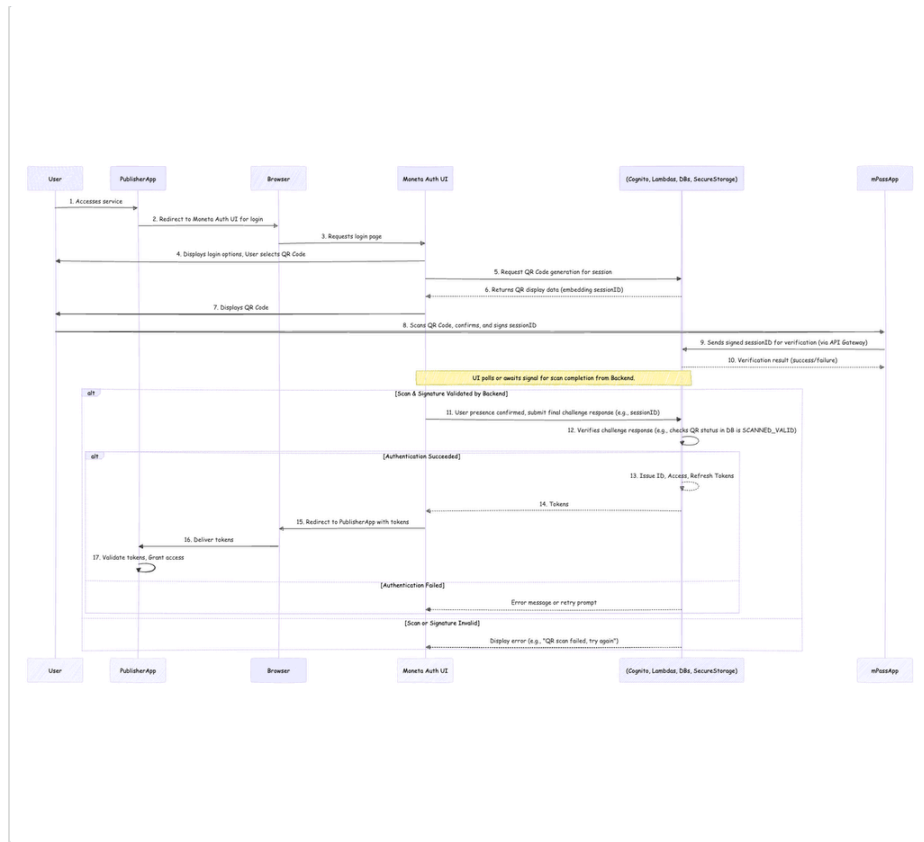 User
PublisherApp
Browser
Moneta Auth UI
(Cognito, Lambdas, DBs, SecureStorage)
mPassApp
1. Accesses service
2. Redirect to Moneta Auth UI for login
3. Requests login page
4. Displays login options, User selects QR Code
5. Request QR Code generation for session
6. Returns QR display data (embedding sessionID)
7. Displays QR Code
8. Scans QR Code, confirms, and signs sessionID
9. Sends signed sessionID for verification (via API Gateway)
10. Verification result (success/failure)
UI polls or awaits signal for scan completion from Backend.
alt
[Scan & Signature Validated by Backend]
11. User presence confirmed, submit final challenge response (e.g., sessionID)
12. Verifies challenge response (e.g., checks QR status in DB is SCANNED_VALID)
alt
[Authentication Succeeded]
13. Issue ID, Access, Refresh Tokens
14. Tokens
15. Redirect to PublisherApp with tokens
16. Deliver tokens
17. Validate tokens, Grant access
[Authentication Failed]
Error message or retry prompt
[Scan or Signature Invalid]
Display error (e.g., "QR scan failed, try again")
User
PublisherApp
Browser
Moneta Auth UI
(Cognito, Lambdas, DBs, SecureStorage)
mPassApp